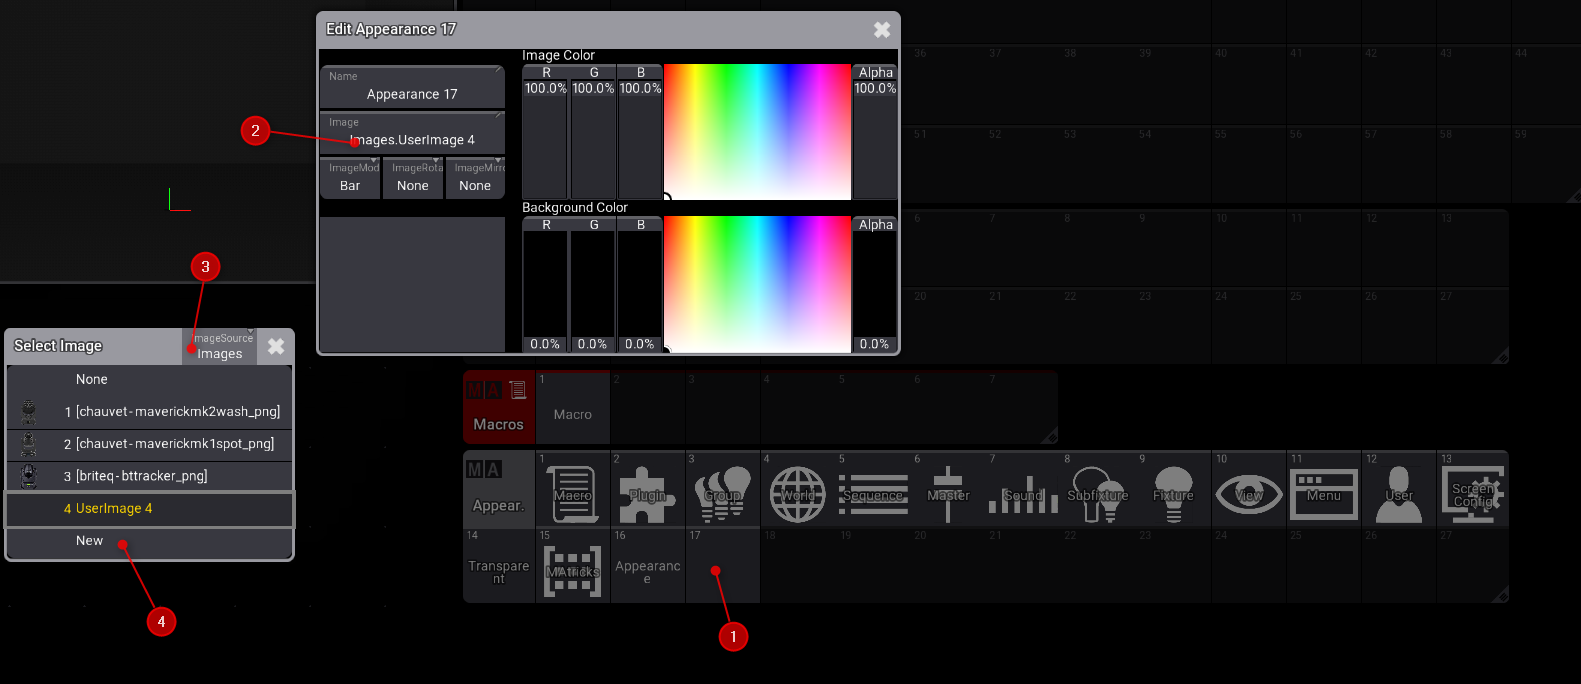 Edit Appearance 17
Name
Appearance 17
Image
Images.UserImage 4
ImageMod
ImageRota
ImageMirro
Bar
None
None
Image Color
R G B Alpha
100.0% 100.0% 100.0% 100.0%
Background Color
R G B Alpha
0.0% 0.0% 0.0% 0.0%
2
3
Select Image
ImageSource
Images
None
1 [chauvet-maverickmk2wash_png]
2 [chauvet-maverickmk1spot_png]
3 [briteq-bttracker_png]
4 UserImage 4
New
4
36 37 38 39 40 41 42 43 44
51 52 53 54 55 56 57 58 59
6 7 8 9 10 11 12 13
20 21 22 23 24 25 26 27
MA
Macros
1 2 3 4 5 6 7
Macro
MA
Appear.
1 2 3 4 5 6 7 8 9 10 11 12 13
Macro
Plugin
Group
World
Sequence
Master
Sound
Subfixture
Fixture
View
Menu
User
Screen
Config
14 15 16 17 18 19 20 21 22 23 24 25 26 27
Transpare
nt
MAtricks
Appearanc
e
1